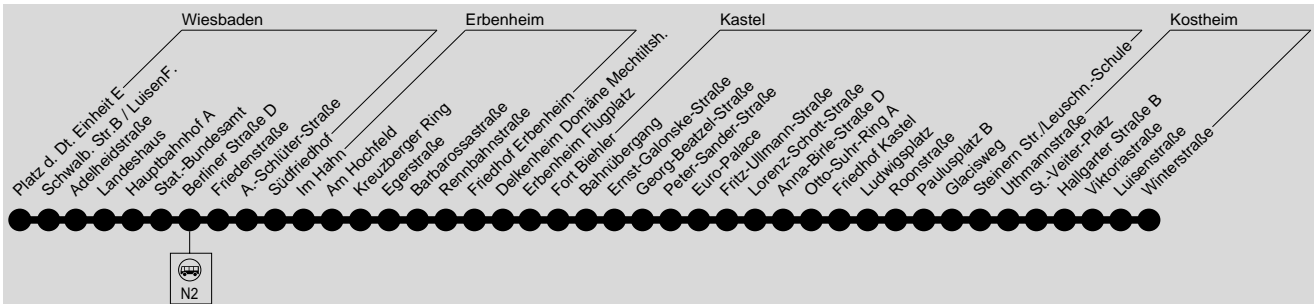 Wiesbaden
Erbenheim
Kastel
Kostheim
Platz d. Dt. Einheit E
Schwalb. Str.B / LuisenF.
Adelheidstraße
Landeshaus
Hauptbahnhof A
Stat.-Bundesamt
Berliner Straße D
Friedenstraße
A.-Schlüter-Straße
Südfriedhof
Im Hahn
Am Hochfeld
Kreuzberger Ring
Egerstraße
Barbarossastraße
Rennbahnstraße
Friedhof Erbenheim
Delkenheim Domäne Mechtiltsh.
Erbenheim Flugplatz
Fort Biehler
Bahnübergang
Ernst-Galonske-Straße
Georg-Beatzel-Straße
Peter-Sander-Straße
Euro-Palace
Fritz-Ullmann-Straße
Lorenz-Schott-Straße
Anna-Birle-Straße D
Otto-Suhr-Ring A
Friedhof Kastel
Ludwigsplatz
Roonstraße
Paulusplatz B
Glacisweg
Steinern Str./Leuschn.-Schule
Uthmannstraße
St.-Veiter-Platz
Hallgarter Straße B
Viktoriastraße
Luisenstraße
Winterstraße
N2